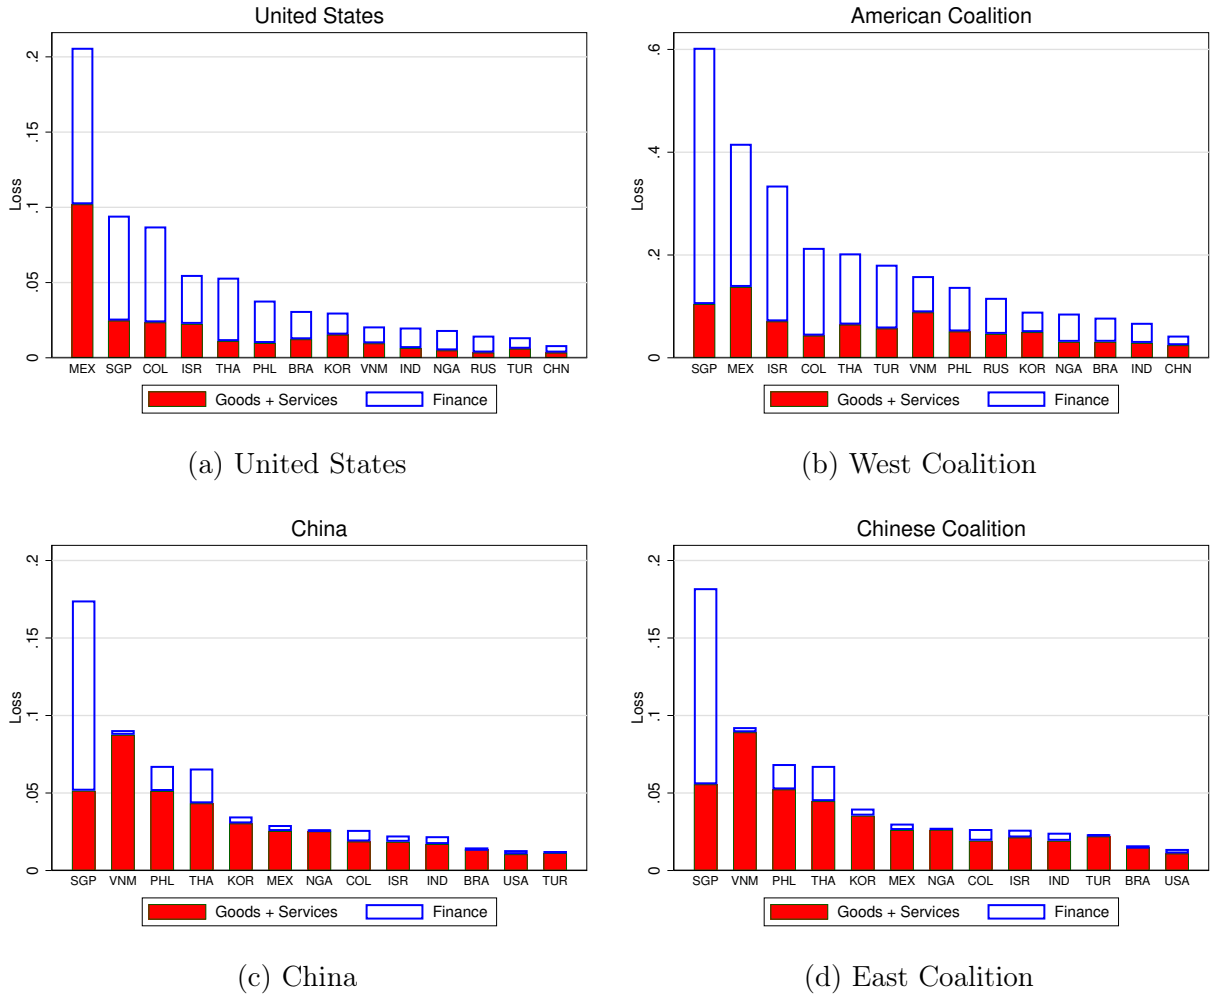 United States
Loss
.2
.15
.1
.05
0
MEX SGP COL ISR THA PHL BRA KOR VNM IND NGA RUS TUR CHN
Goods + Services Finance
(a) United States
American Coalition
Loss
.6
.4
.2
0
SGP MEX ISR COL THA TUR VNM PHL RUS KOR NGA BRA IND CHN
Goods + Services Finance
(b) West Coalition
China
Loss
.2
.15
.1
.05
0
SGP VNM PHL THA KOR MEX NGA COL ISR IND BRA USA TUR
Goods + Services Finance
(c) China
Chinese Coalition
Loss
.2
.15
.1
.05
0
SGP VNM PHL THA KOR MEX NGA COL ISR IND TUR BRA USA
Goods + Services Finance
(d) East Coalition